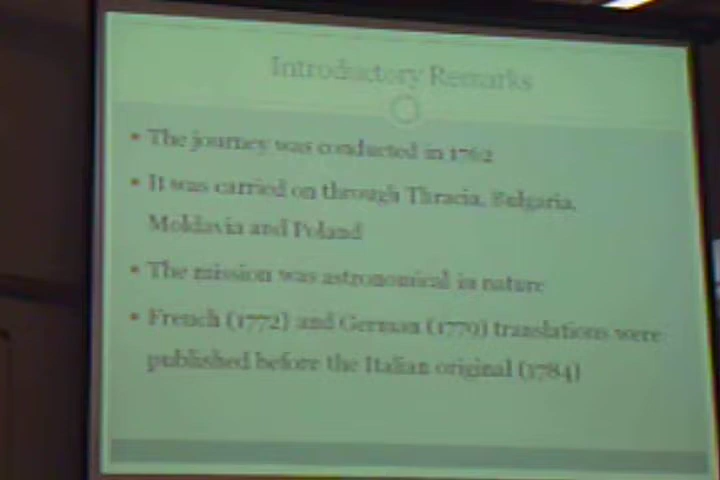 Introductory Remarks
• The journey was conducted in 1762
• It was carried on through Thracia, Bulgaria,
Moldavia and Poland
• The mission was astronomical in nature
• French (1772) and German (1779) translations were
published before the Italian original (1784)